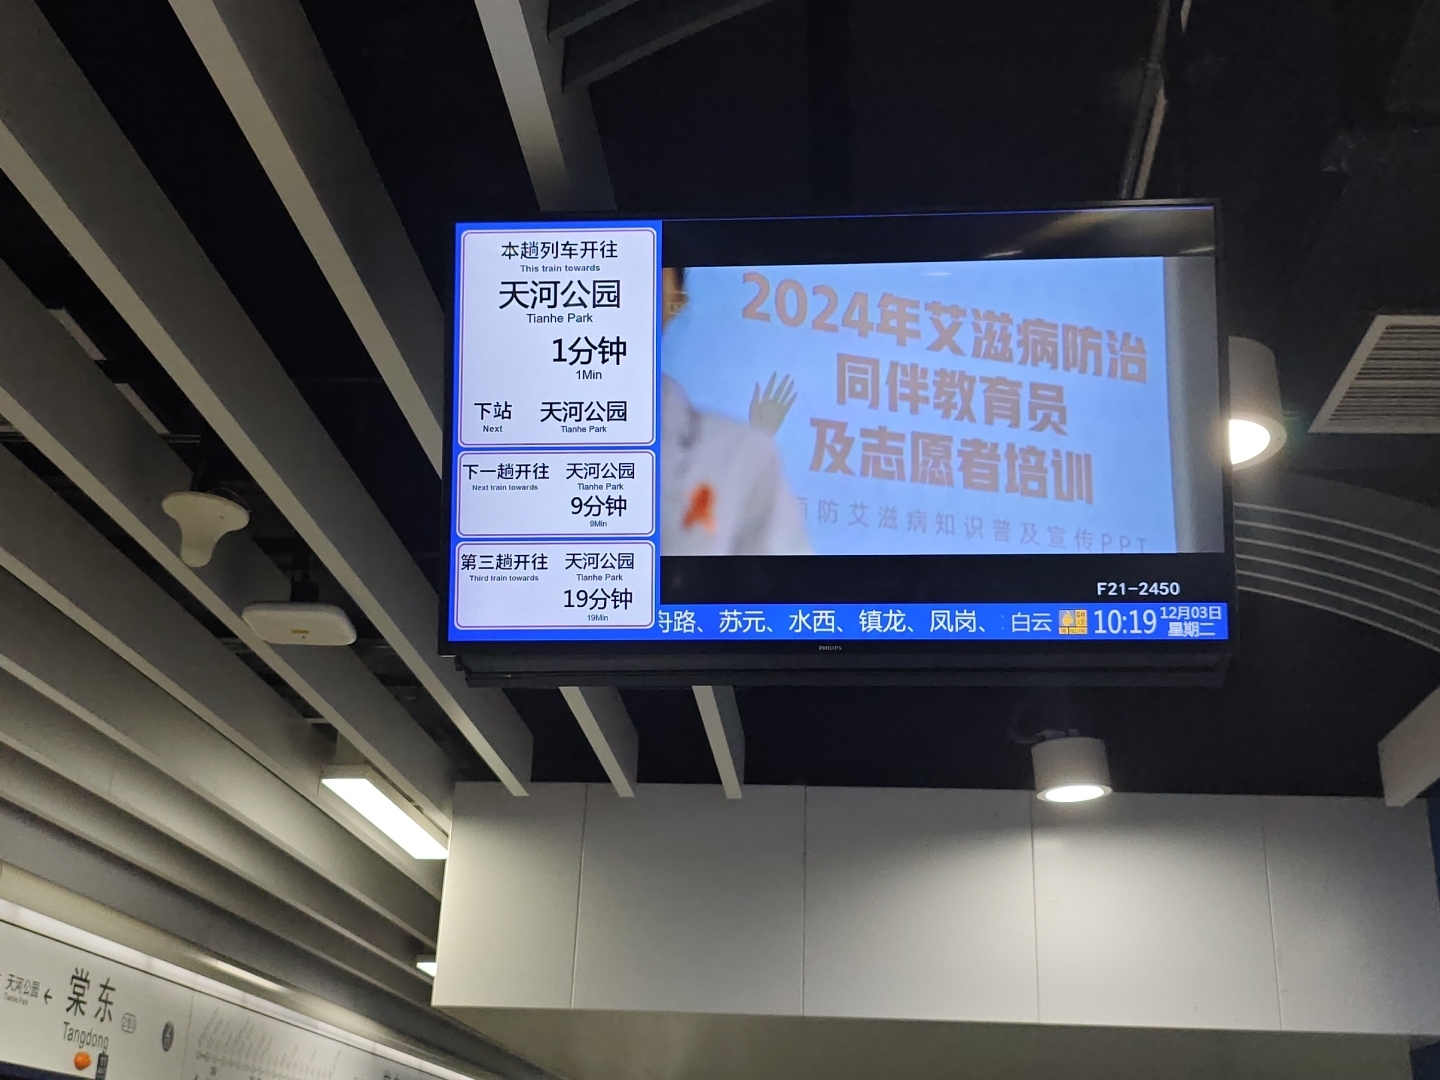 本趟列车开往
This train towards
天河公园
Tianhe Park
1分钟
1Min
下站 天河公园
Next Tianhe Park
下一趟开往 天河公园
Next train towards Tianhe Park
9分钟
9Min
第三趟开往 天河公园
Third train towards Tianhe Park
19分钟
19Min
2024年艾滋病防治
同伴教育员
及志愿者培训
防艾滋病知识普及宣传PPT
F21-2450
舟路、苏元、水西、镇龙、凤岗、 白云 10:19 12月03日
星期二
PHILIPS
天河公园 ← 棠东
Tianhe Park Tangdong